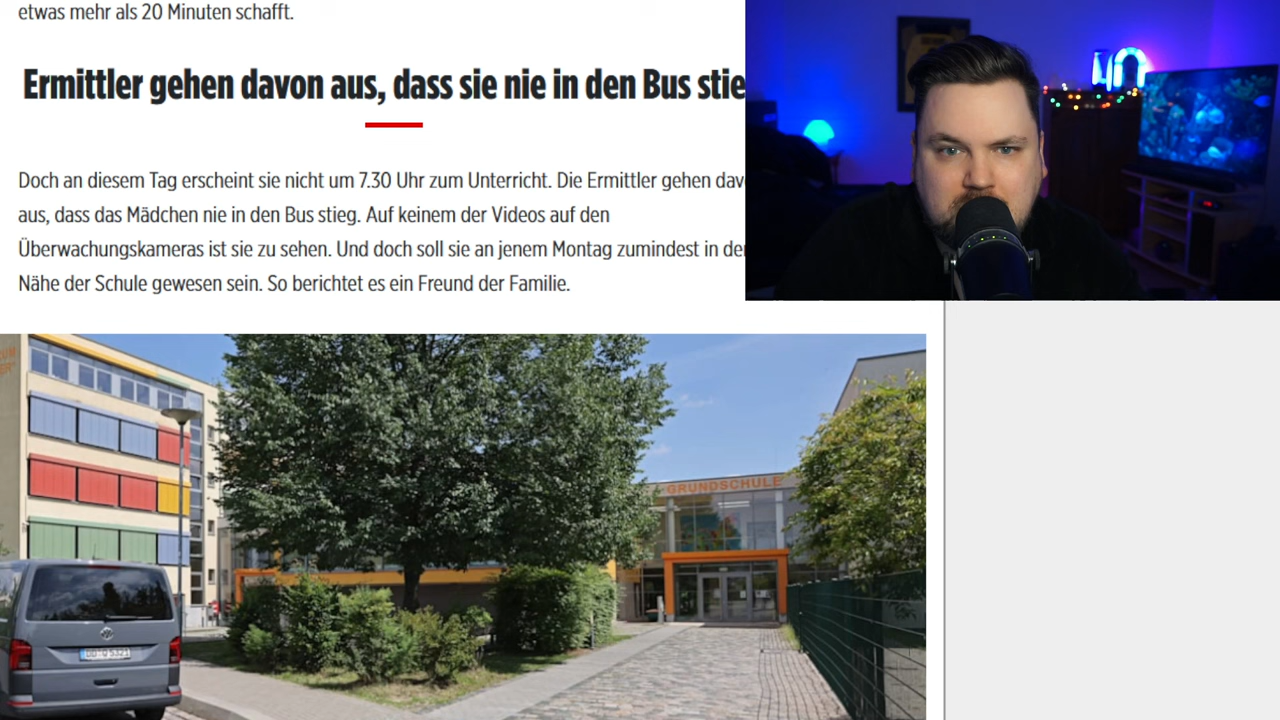 etwas mehr als 20 Minuten schafft.
Ermittler gehen davon aus, dass sie nie in den Bus stie
Doch an diesem Tag erscheint sie nicht um 7.30 Uhr zum Unterricht. Die Ermittler gehen dav
aus, dass das Mädchen nie in den Bus stieg. Auf keinem der Videos auf den
Überwachungskameras ist sie zu sehen. Und doch soll sie an jenem Montag zumindest in der
Nähe der Schule gewesen sein. So berichtet es ein Freund der Familie.
GRUNDSCHULE